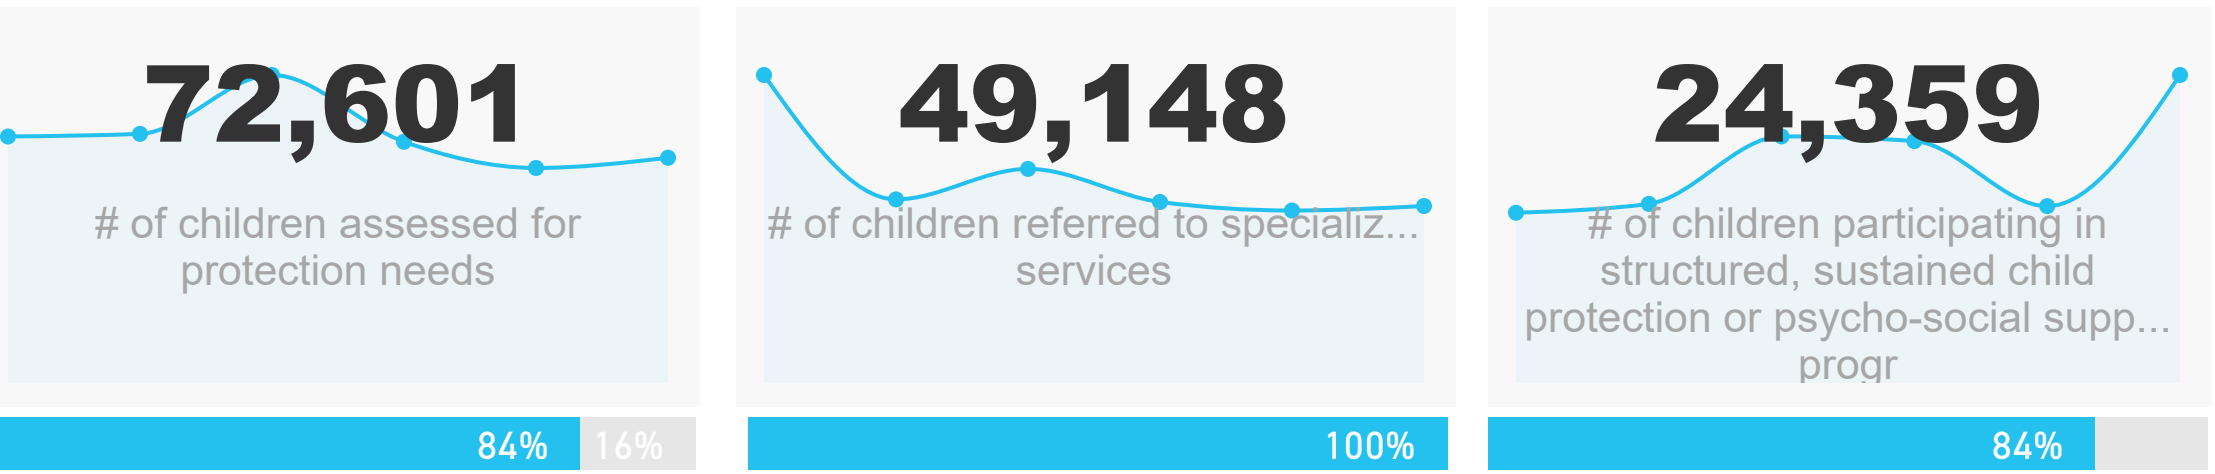 72,601
# of children assessed for
protection needs
84%
16%
49,148
# of children referred to specializ...
services
100%
24,359
# of children participating in
structured, sustained child
protection or psycho-social supp...
progr
84%